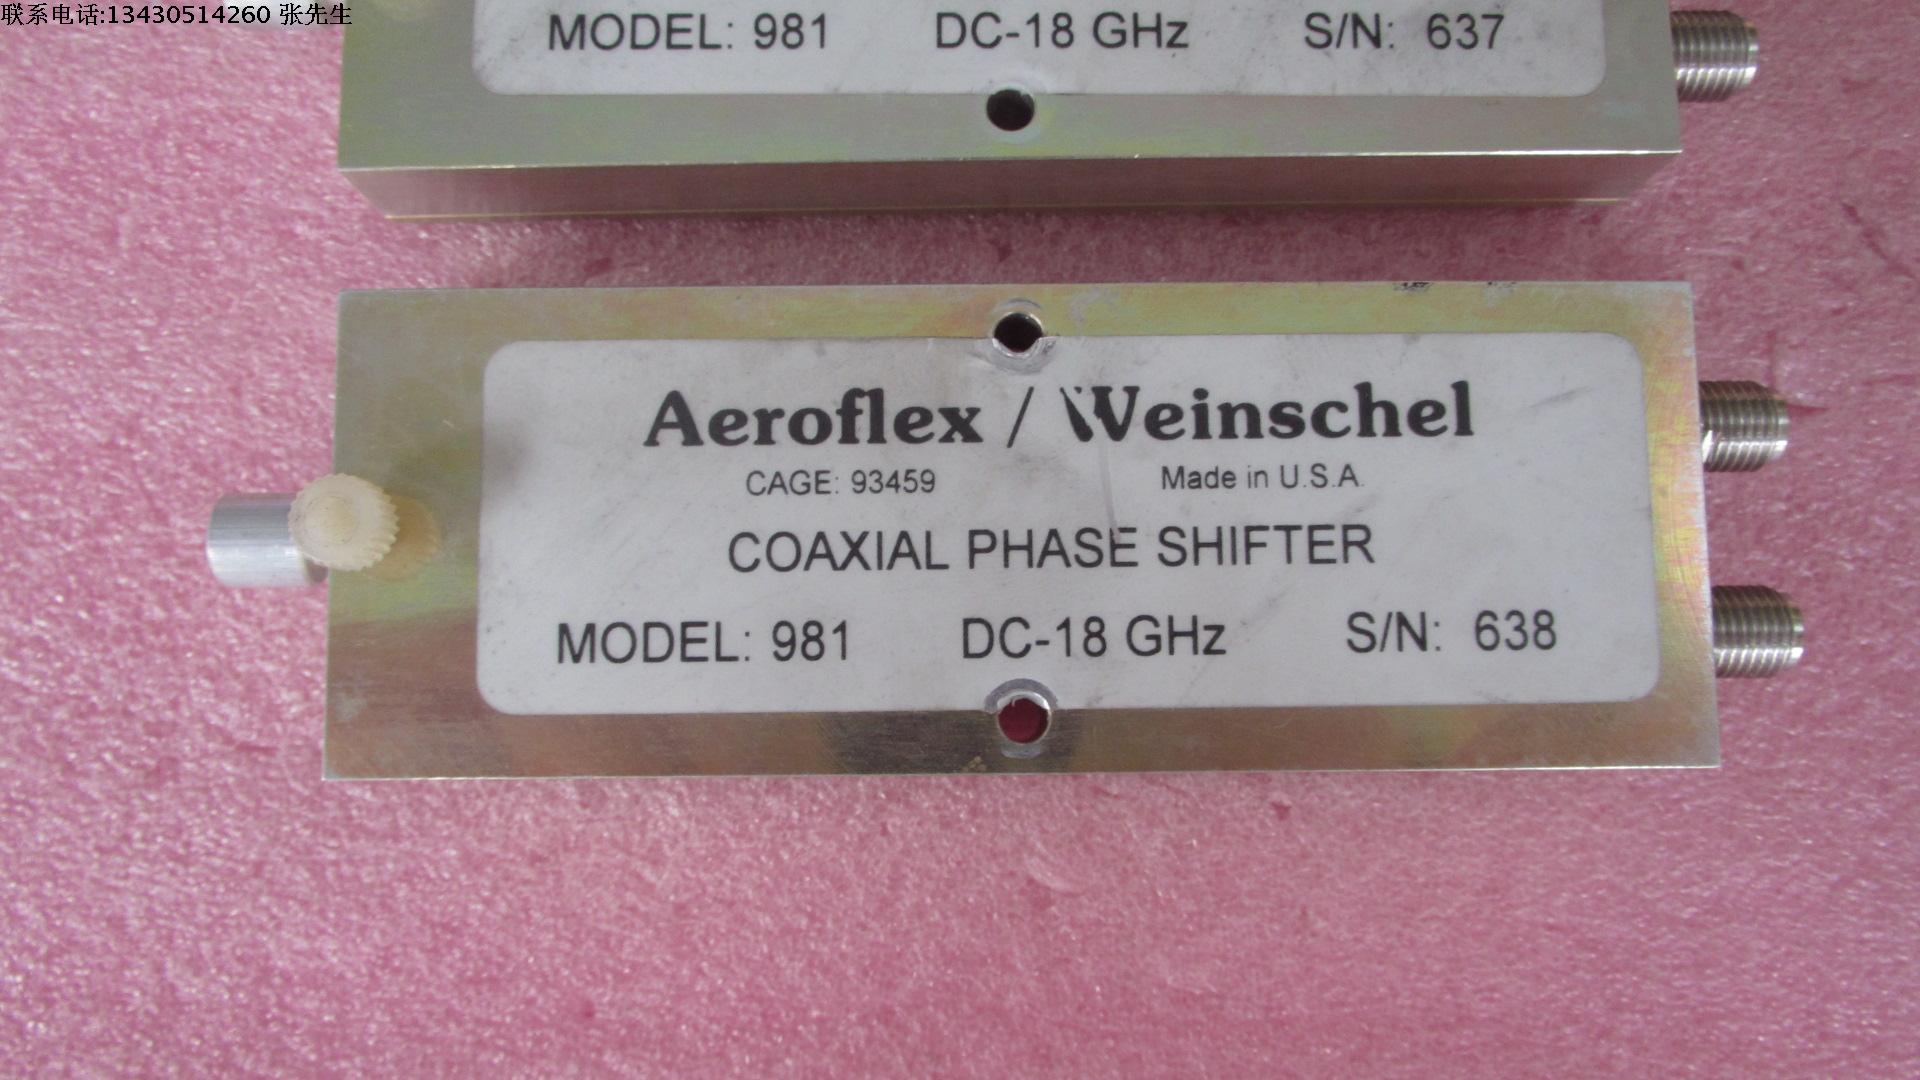 联系电话:13430514260 张先生
MODEL: 981 DC-18 GHz S/N: 637
Aeroflex / Weinschel
CAGE: 93459 Made in U.S.A.
COAXIAL PHASE SHIFTER
MODEL: 981 DC-18 GHz S/N: 638